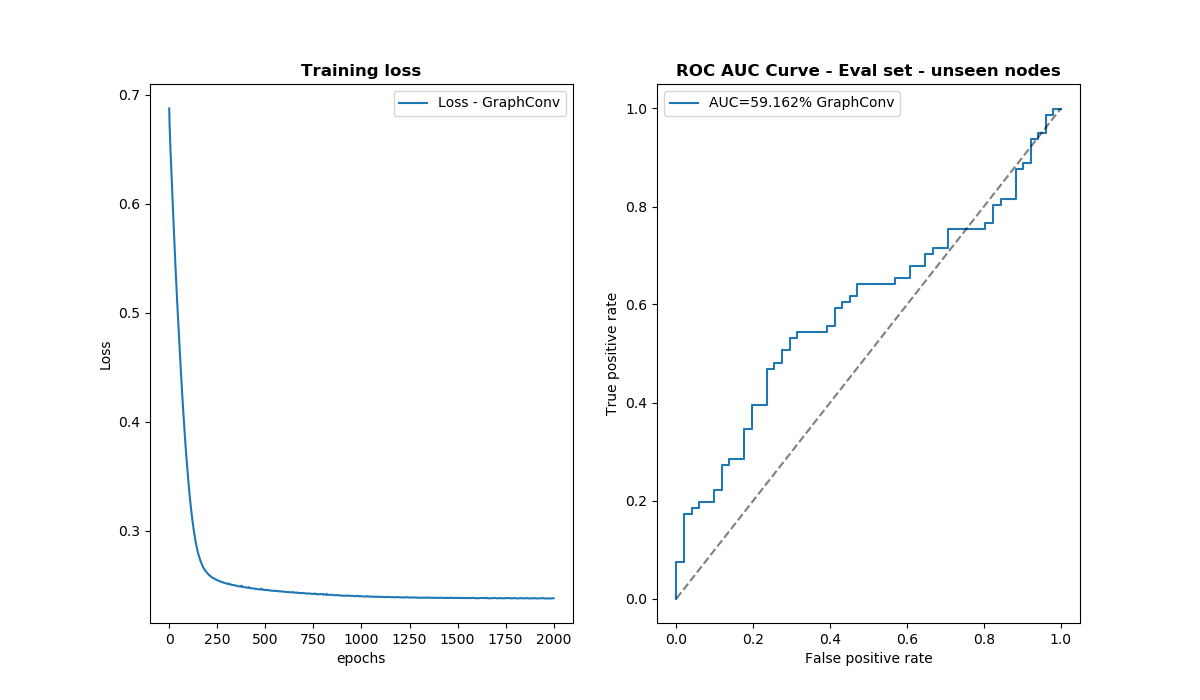 Training loss
Loss - GraphConv
0.7
0.6
0.5
0.4
0.3
Loss
0 250 500 750 1000 1250 1500 1750 2000
epochs
ROC AUC Curve - Eval set - unseen nodes
AUC=59.162% GraphConv
1.0
0.8
0.6
0.4
0.2
0.0
True positive rate
0.0 0.2 0.4 0.6 0.8 1.0
False positive rate